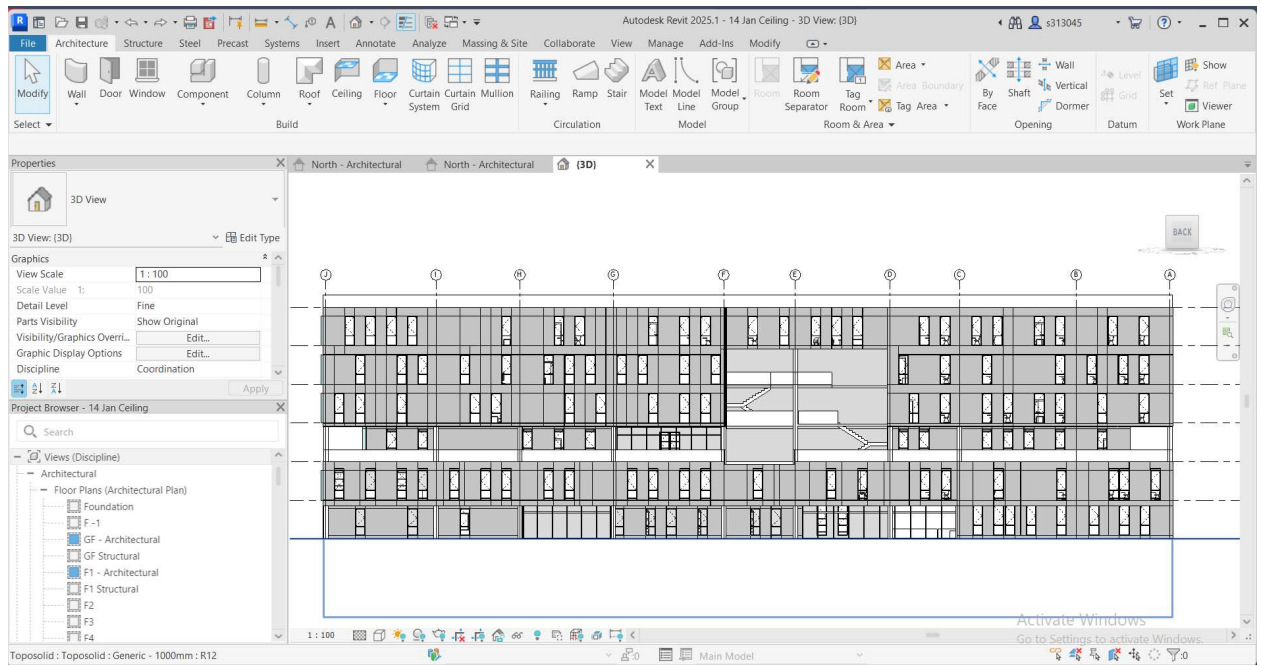 Autodesk Revit 2025.1 - 14 Jan Ceiling - 3D View: {3D}
s313045
File Architecture Structure Steel Precast Systems Insert Annotate Analyze Massing & Site Collaborate View Manage Add-Ins Modify
Modify Wall Door Window Component Column Roof Ceiling Floor Curtain System Curtain Grid Mullion Railing Ramp Stair Model Text Model Line Model Group Room Room Separator Tag Room
Area
Area Boundary
Tag Area
By Face Shaft
Wall
Vertical
Dormer
Level
Grid
Set
Show
Ref Plane
Viewer
Select Build Circulation Model Room & Area Opening Datum Work Plane
Properties
North - Architectural North - Architectural {3D}
3D View
3D View: {3D} Edit Type
Graphics
View Scale 1 : 100
Scale Value 1: 100
Detail Level Fine
Parts Visibility Show Original
Visibility/Graphics Overri... Edit...
Graphic Display Options Edit...
Discipline Coordination
Apply
Project Browser - 14 Jan Ceiling
Search
Views (Discipline)
Architectural
Floor Plans (Architectural Plan)
Foundation
F -1
GF - Architectural
GF Structural
F1 - Architectural
F1 Structural
F2
F3
F4
BACK
J I H G F E D C B A
Activate Windows
Go to Settings to activate Windows.
1 : 100
Toposolid : Toposolid : Generic - 1000mm : R12
:0
Main Model
:0